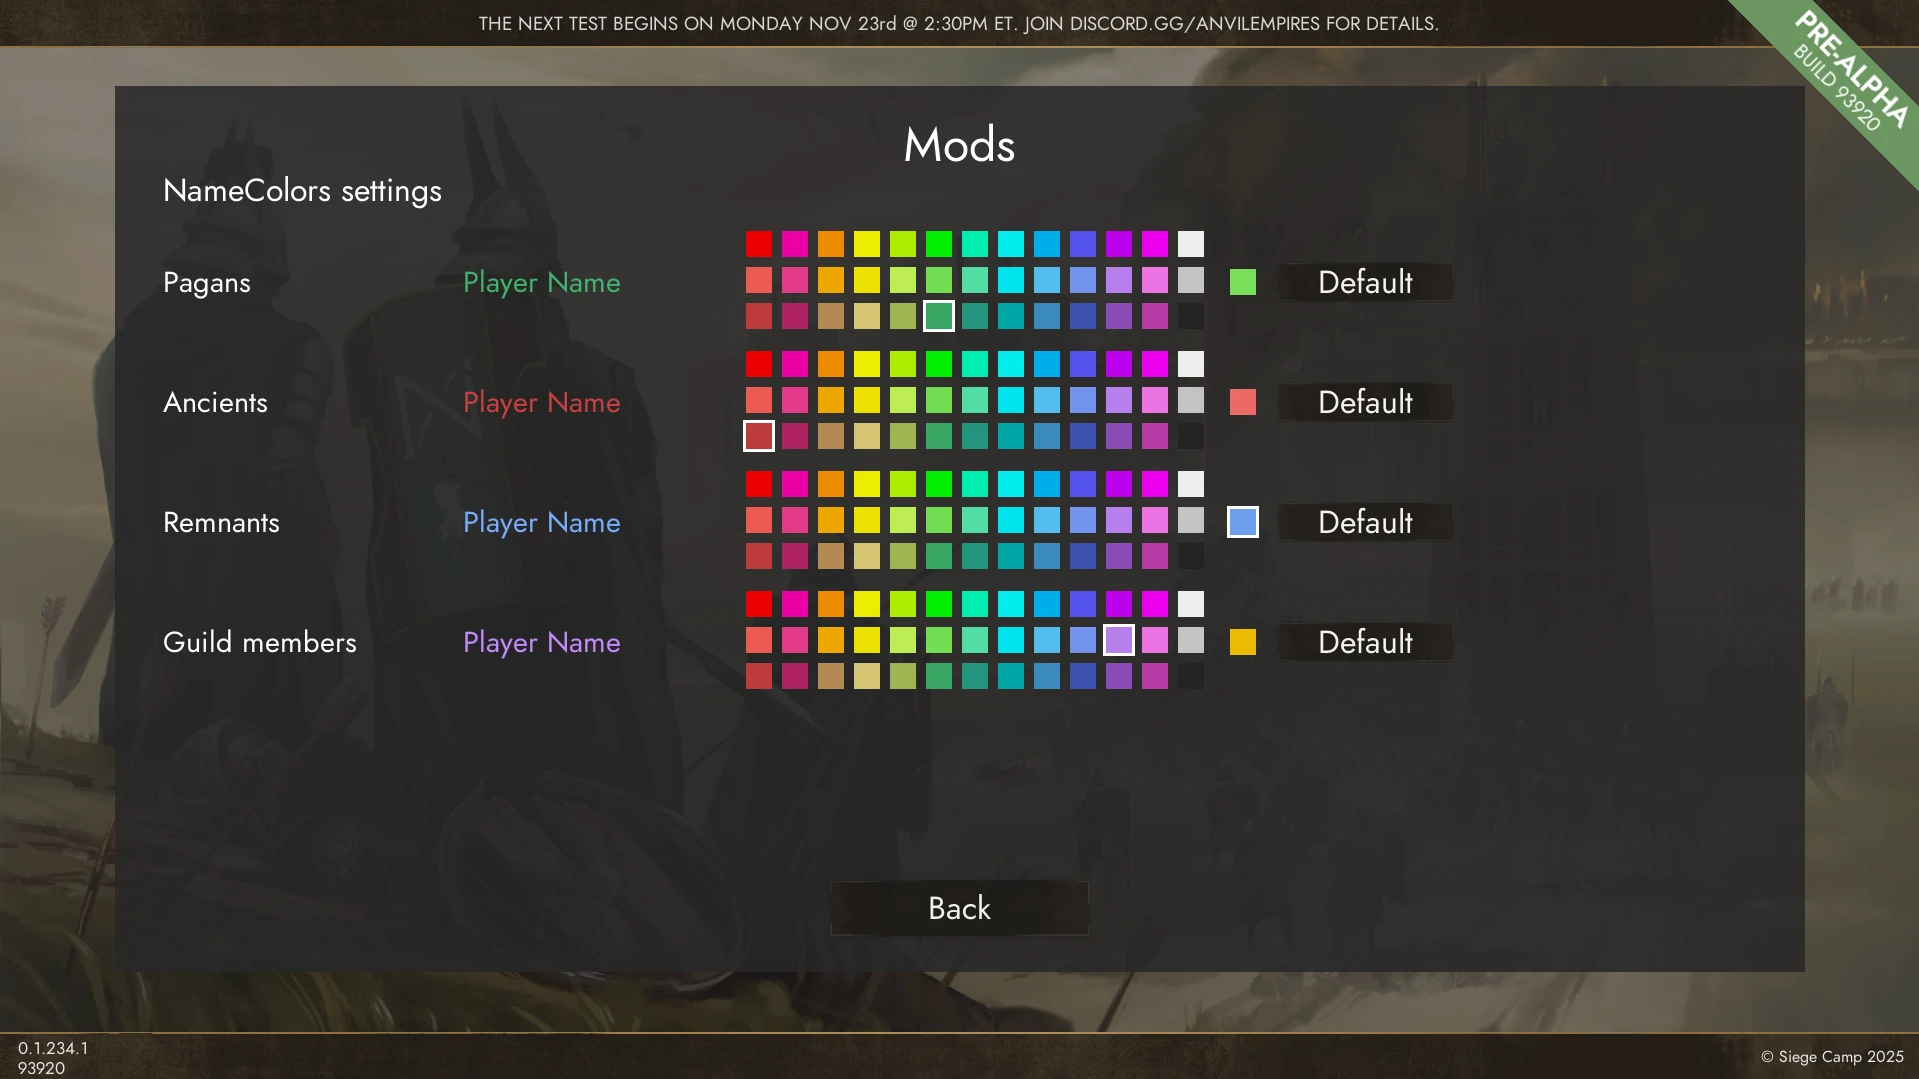 THE NEXT TEST BEGINS ON MONDAY NOV 23rd @ 2:30PM ET. JOIN DISCORD.GG/ANVILEMPIRES FOR DETAILS.
PRE-ALPHA
BUILD 93920
Mods
NameColors settings
Pagans Player Name Default
Ancients Player Name Default
Remnants Player Name Default
Guild members Player Name Default
Back
0.1.234.1
93920
© Siege Camp 2025